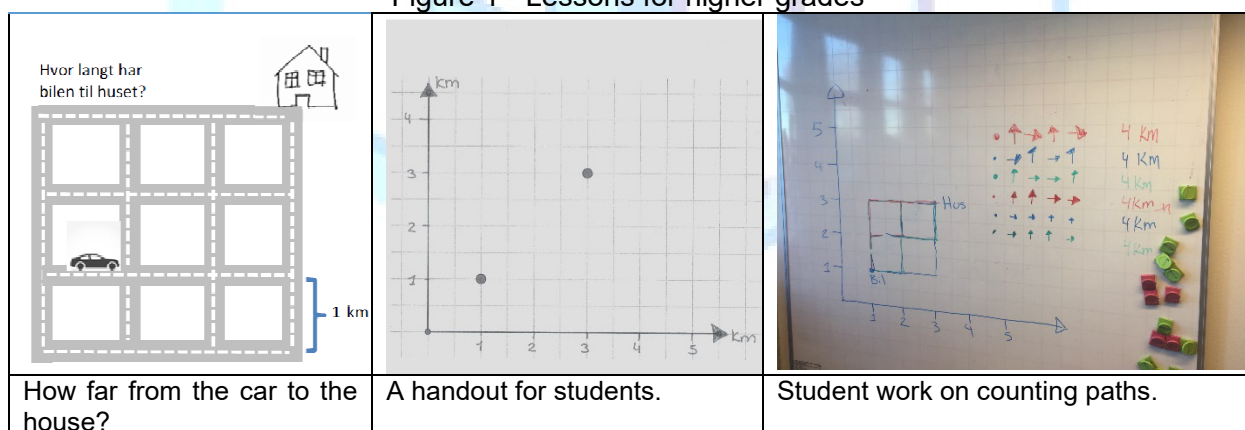 Figure 1 - Lessons for higher grades
Hvor langt har
bilen til huset?
1 km
km
4
3
2
1
1
2
3
4
5
km
5
4
3
2
1
Hus
Bil
1
2
3
4
5
4 Km
4 Km
4 Km
4 Km
4 Km
4 Km
How far from the car to the
house?
A handout for students.
Student work on counting paths.